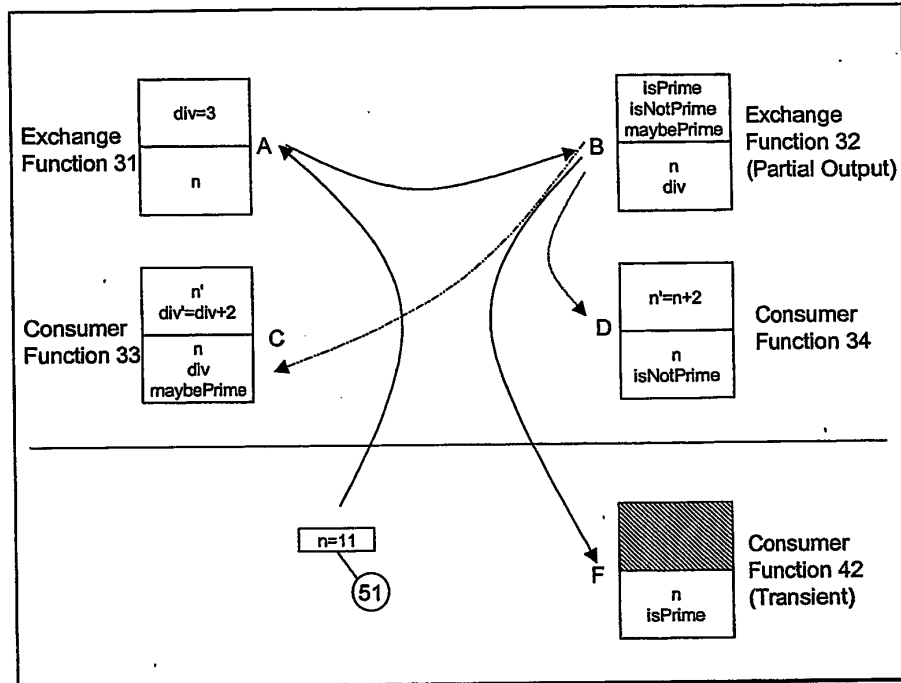 Exchange
Function 31
div=3
n
A
B
isPrime
isNotPrime
maybePrime
n
div
Exchange
Function 32
(Partial Output)
Consumer
Function 33
n'
div'=div+2
n
div
maybePrime
C
D
n'=n+2
n
isNotPrime
Consumer
Function 34
n=11
51
F
n
isPrime
Consumer
Function 42
(Transient)